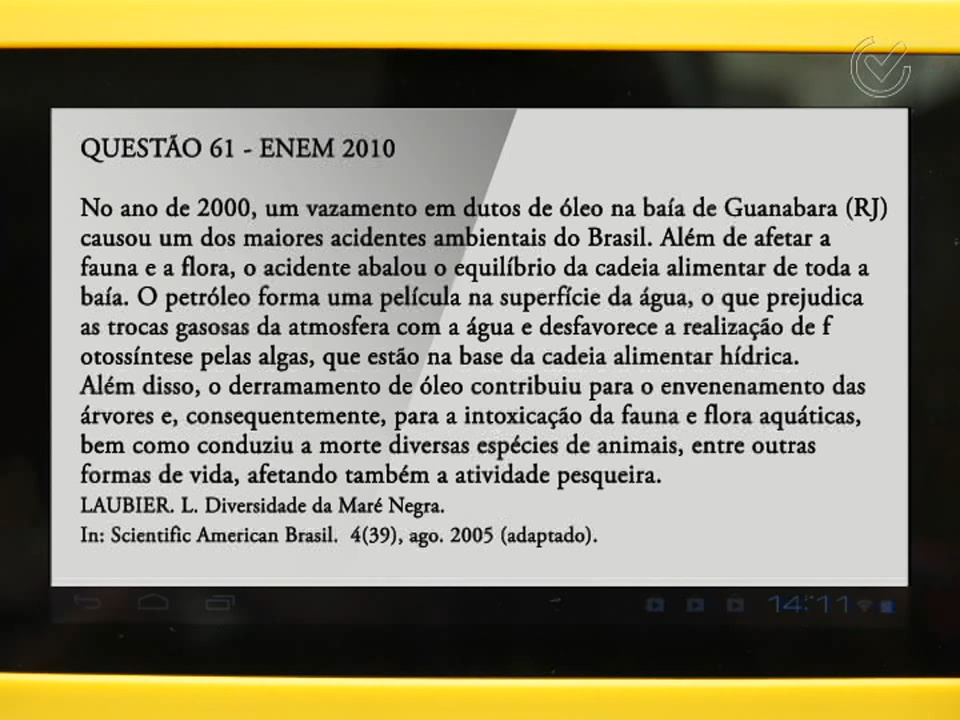 QUESTÃO 61 - ENEM 2010
No ano de 2000, um vazamento em dutos de óleo na baía de Guanabara (RJ)
causou um dos maiores acidentes ambientais do Brasil. Além de afetar a
fauna e a flora, o acidente abalou o equilíbrio da cadeia alimentar de toda a
baía. O petróleo forma uma película na superfície da água, o que prejudica
as trocas gasosas da atmosfera com a água e desfavorece a realização de f
otossíntese pelas algas, que estão na base da cadeia alimentar hídrica.
Além disso, o derramamento de óleo contribuiu para o envenenamento das
árvores e, consequentemente, para a intoxicação da fauna e flora aquáticas,
bem como conduziu a morte diversas espécies de animais, entre outras
formas de vida, afetando também a atividade pesqueira.
LAUBIER. L. Diversidade da Maré Negra.
In: Scientific American Brasil.  4(39), ago. 2005 (adaptado).
14:11